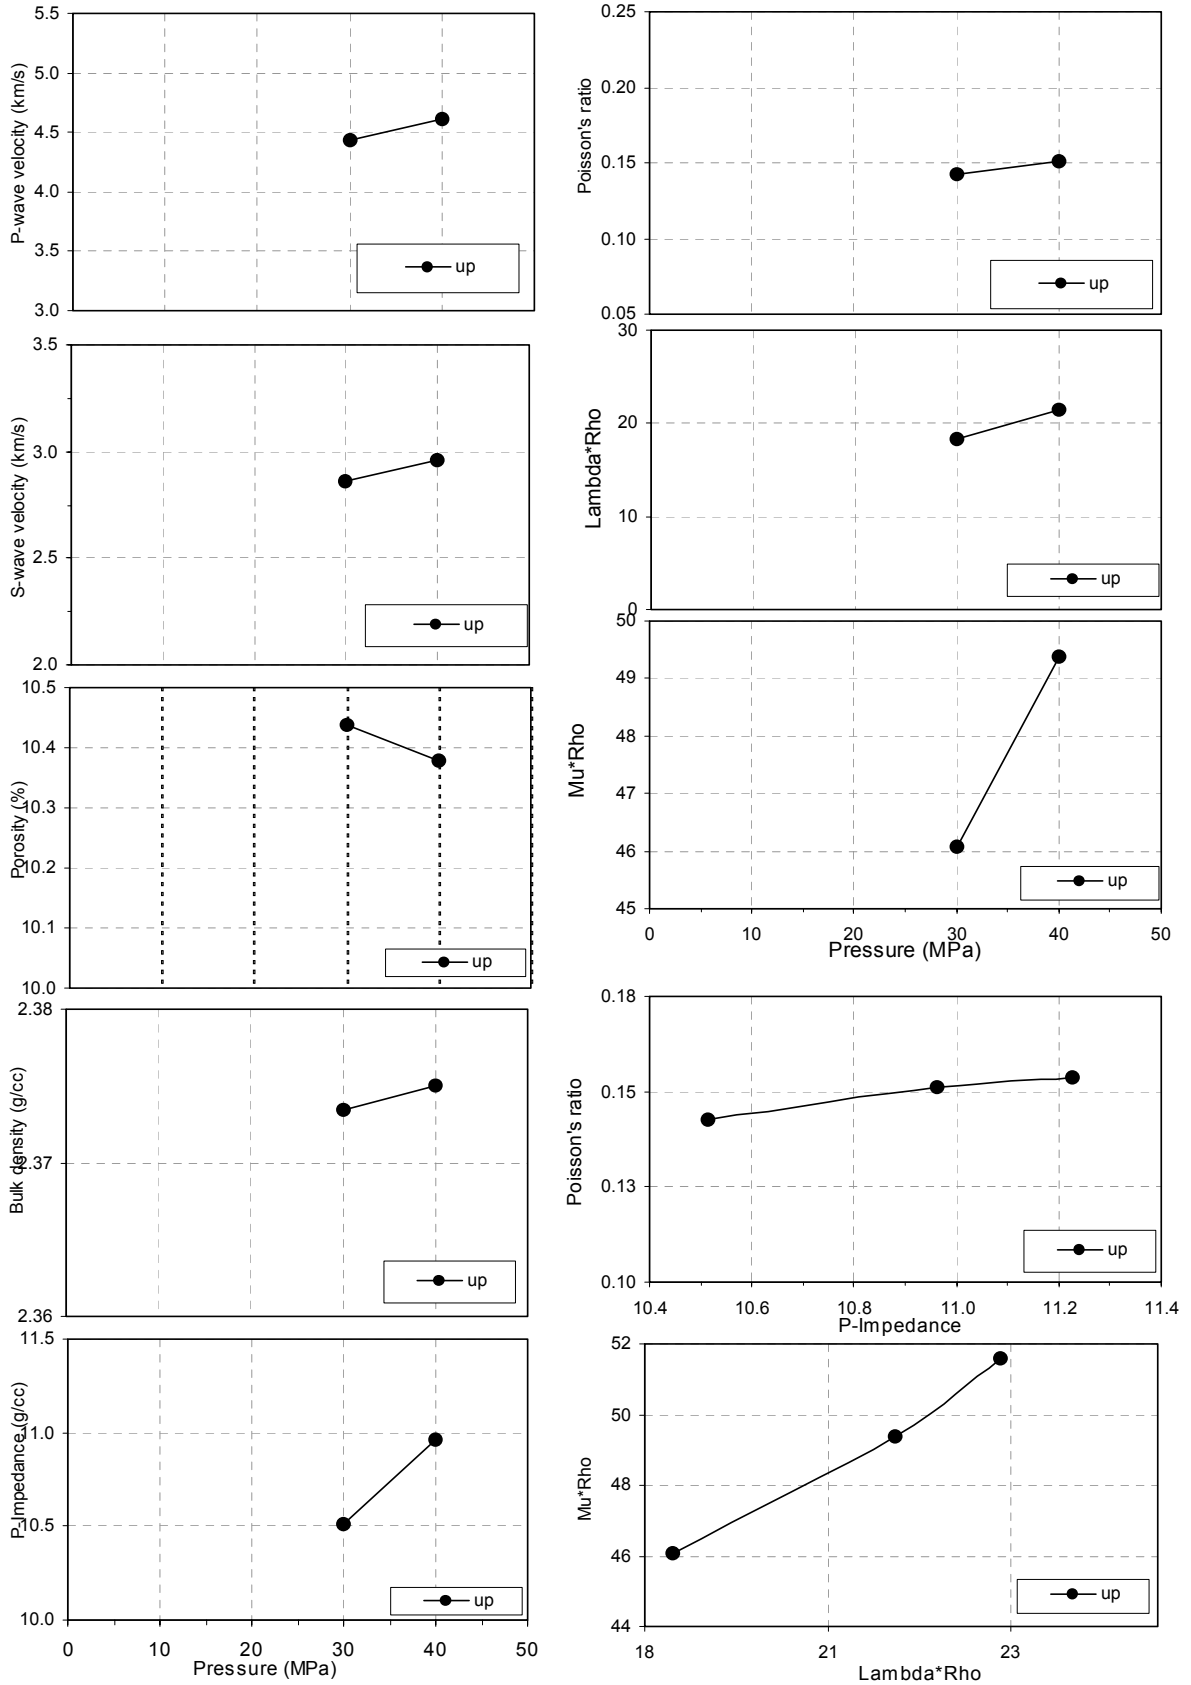 5.5
5.0
4.5
4.0
3.5
3.0
P-wave velocity (km/s)
up
3.5
3.0
2.5
2.0
S-wave velocity (km/s)
up
10.5
10.4
10.3
10.2
10.1
10.0
Porosity (%)
up
2.38
2.37
2.36
Bulk density (g/cc)
up
11.5
11.0
10.5
10.0
P-Impedance (g/cc)
up
0 10 20 30 40 50
Pressure (MPa)
0.25
0.20
0.15
0.10
0.05
Poisson's ratio
up
30
20
10
0
Lambda*Rho
up
50
49
48
47
46
45
Mu*Rho
up
0 10 20 30 40 50
Pressure (MPa)
0.18
0.15
0.13
0.10
Poisson's ratio
up
10.4 10.6 10.8 11.0 11.2 11.4
P-Impedance
52
50
48
46
44
Mu*Rho
up
18 21 23
Lambda*Rho